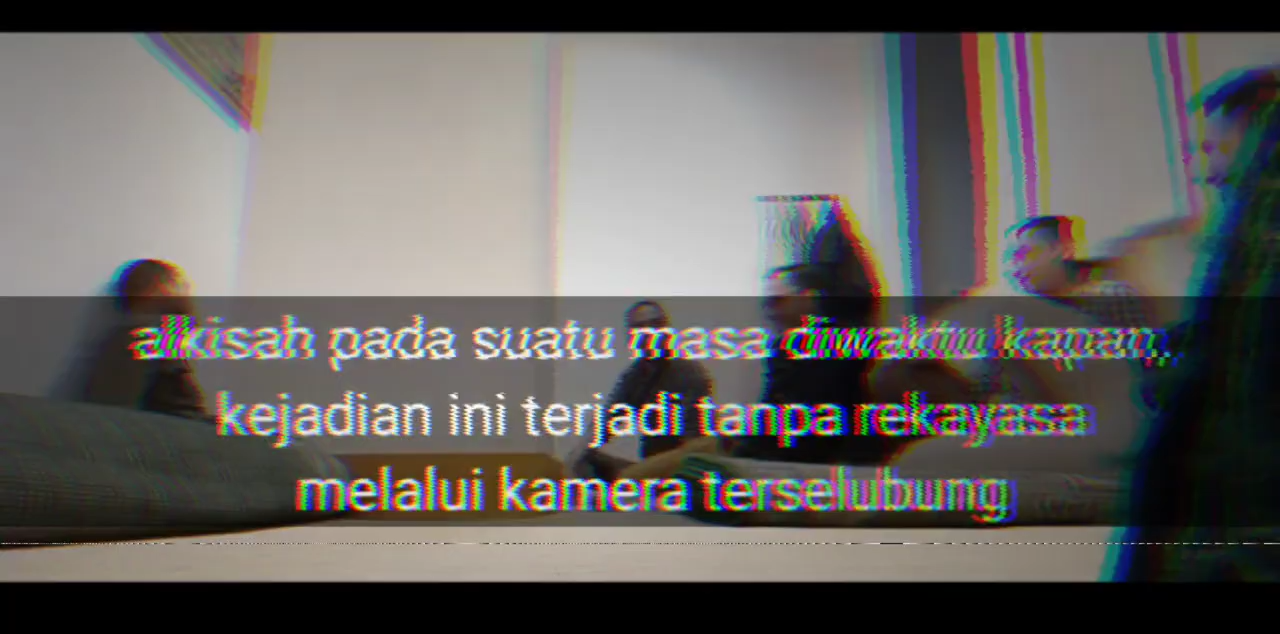 alkisah pada suatu masa diwaktu kapan,.
kejadian ini terjadi tanpa rekayasa
melalui kamera terselubung